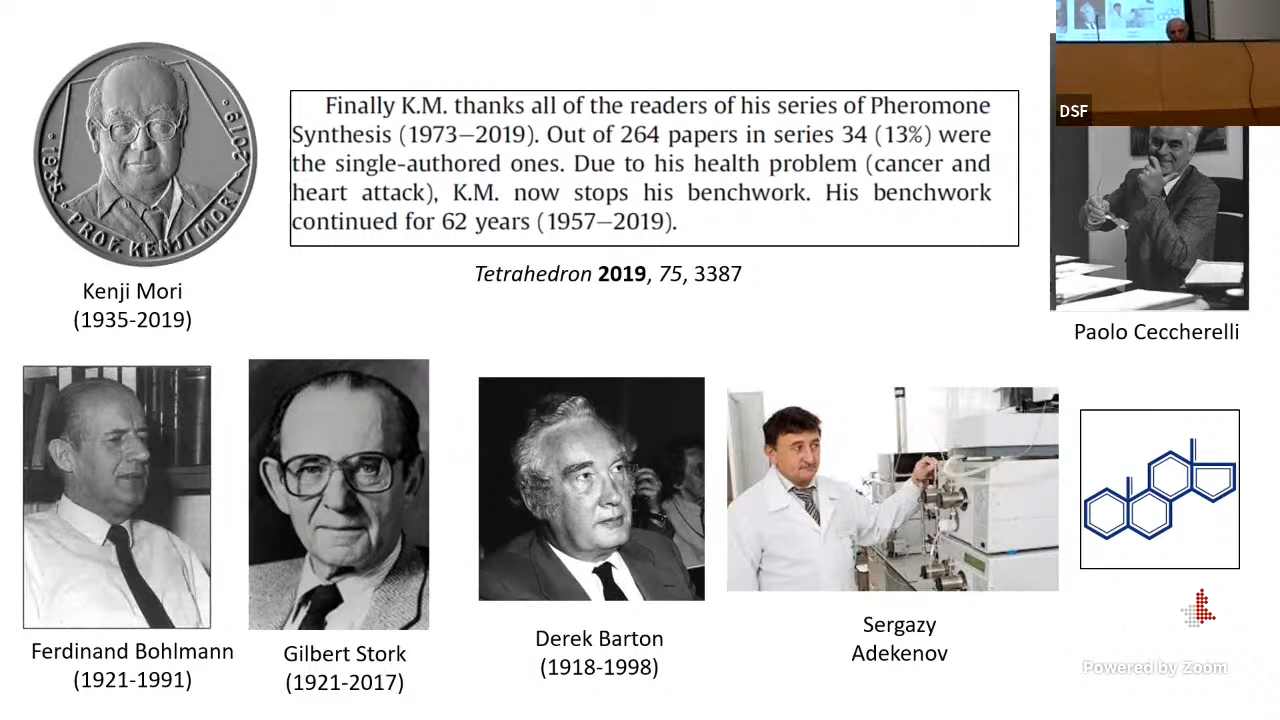 DSF
1935.
PROF. KENJI MORI
2019
Kenji Mori
(1935-2019)
Finally K.M. thanks all of the readers of his series of Pheromone
Synthesis (1973–2019). Out of 264 papers in series 34 (13%) were
the single-authored ones. Due to his health problem (cancer and
heart attack), K.M. now stops his benchwork. His benchwork
continued for 62 years (1957–2019).
Tetrahedron 2019, 75, 3387
Paolo Ceccherelli
Ferdinand Bohlmann
(1921-1991)
Gilbert Stork
(1921-2017)
Derek Barton
(1918-1998)
Sergazy
Adekenov
Powered by Zoom